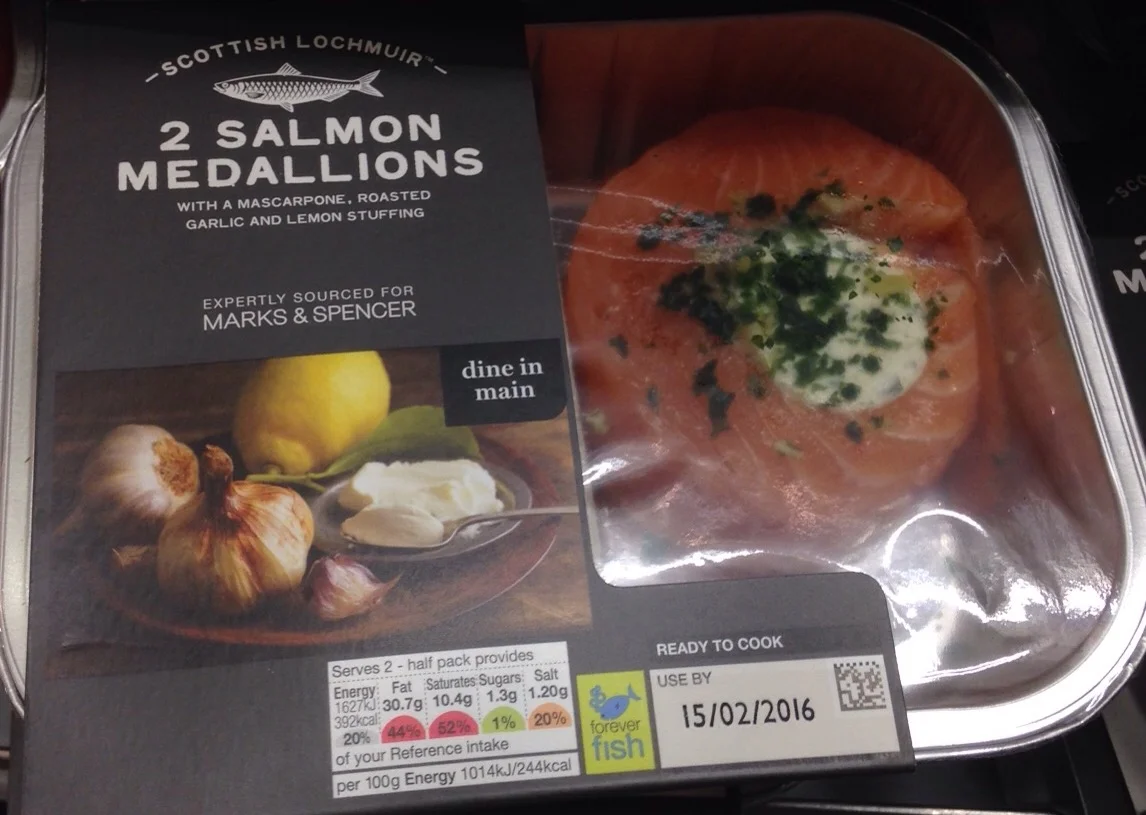 SCOTTISH LOCHMUIR™
2 SALMON
MEDALLIONS
WITH A MASCARPONE, ROASTED
GARLIC AND LEMON STUFFING
EXPERTLY SOURCED FOR
MARKS & SPENCER
dine in
main
READY TO COOK
USE BY
15/02/2016
forever
fish
Serves 2 - half pack provides
Energy Fat Saturates Sugars Salt
1627kJ 30.7g 10.4g 1.3g 1.20g
392kcal
20% 44% 52% 1% 20%
of your Reference intake
per 100g Energy 1014kJ/244kcal